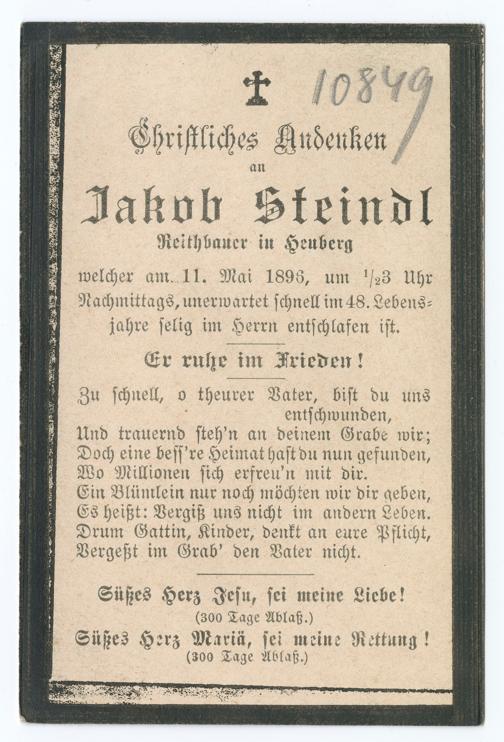 10849
Christliches Andenken
an
Jakob Steindl
Reithbauer in Heuberg
welcher am 11. Mai 1896, um 1/23 Uhr
Nachmittags, unerwartet schnell im 48. Lebens=
jahre selig im Herrn entschlafen ist.
Er ruhe im Frieden!
Zu schnell, o theurer Vater, bist du uns
entschwunden,
Und trauernd steh'n an deinem Grabe wir;
Doch eine bess're Heimat hast du nun gefunden,
Wo Millionen sich erfreu'n mit dir.
Ein Blümlein nur noch möchten wir dir geben,
Es heißt: Vergiß uns nicht im andern Leben.
Drum Gattin, Kinder, denkt an eure Pflicht,
Vergeßt im Grab' den Vater nicht.
Süßes Herz Jesu, sei meine Liebe!
(300 Tage Ablaß.)
Süßes Herz Mariä, sei meine Rettung!
(300 Tage Ablaß.)